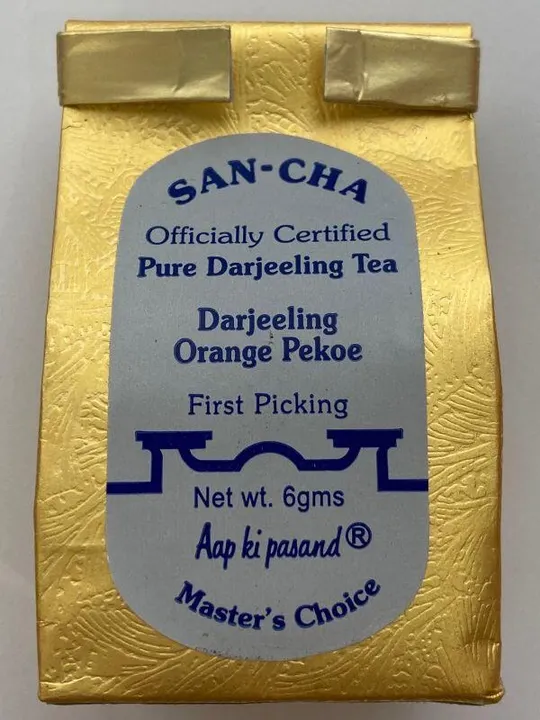 SAN-CHA
Officially Certified
Pure Darjeeling Tea
Darjeeling
Orange Pekoe
First Picking
Net wt. 6gms
Aap ki pasand®
Master's Choice